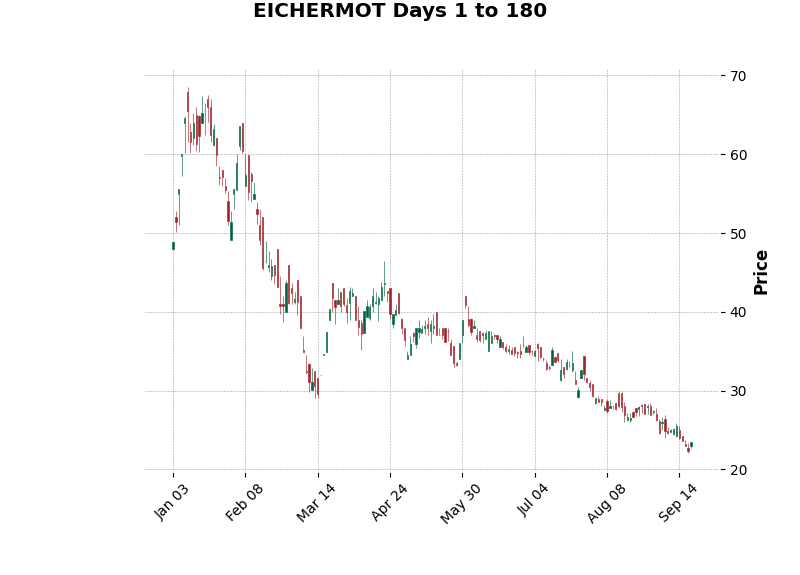 EICHERMOT Days 1 to 180
70
60
50
40
30
20
Price
Jan 03
Feb 08
Mar 14
Apr 24
May 30
Jul 04
Aug 08
Sep 14